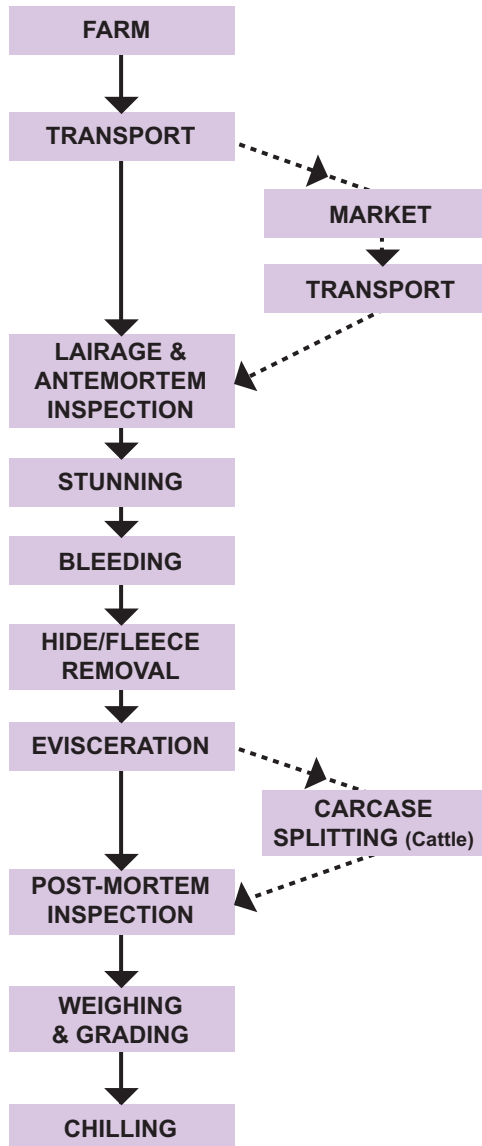 FARM
TRANSPORT
MARKET
TRANSPORT
LAIRAGE &
ANTEMORTEM
INSPECTION
STUNNING
BLEEDING
HIDE/FLEECE
REMOVAL
EVISCERATION
CARCASE
SPLITTING (Cattle)
POST-MORTEM
INSPECTION
WEIGHING
& GRADING
CHILLING